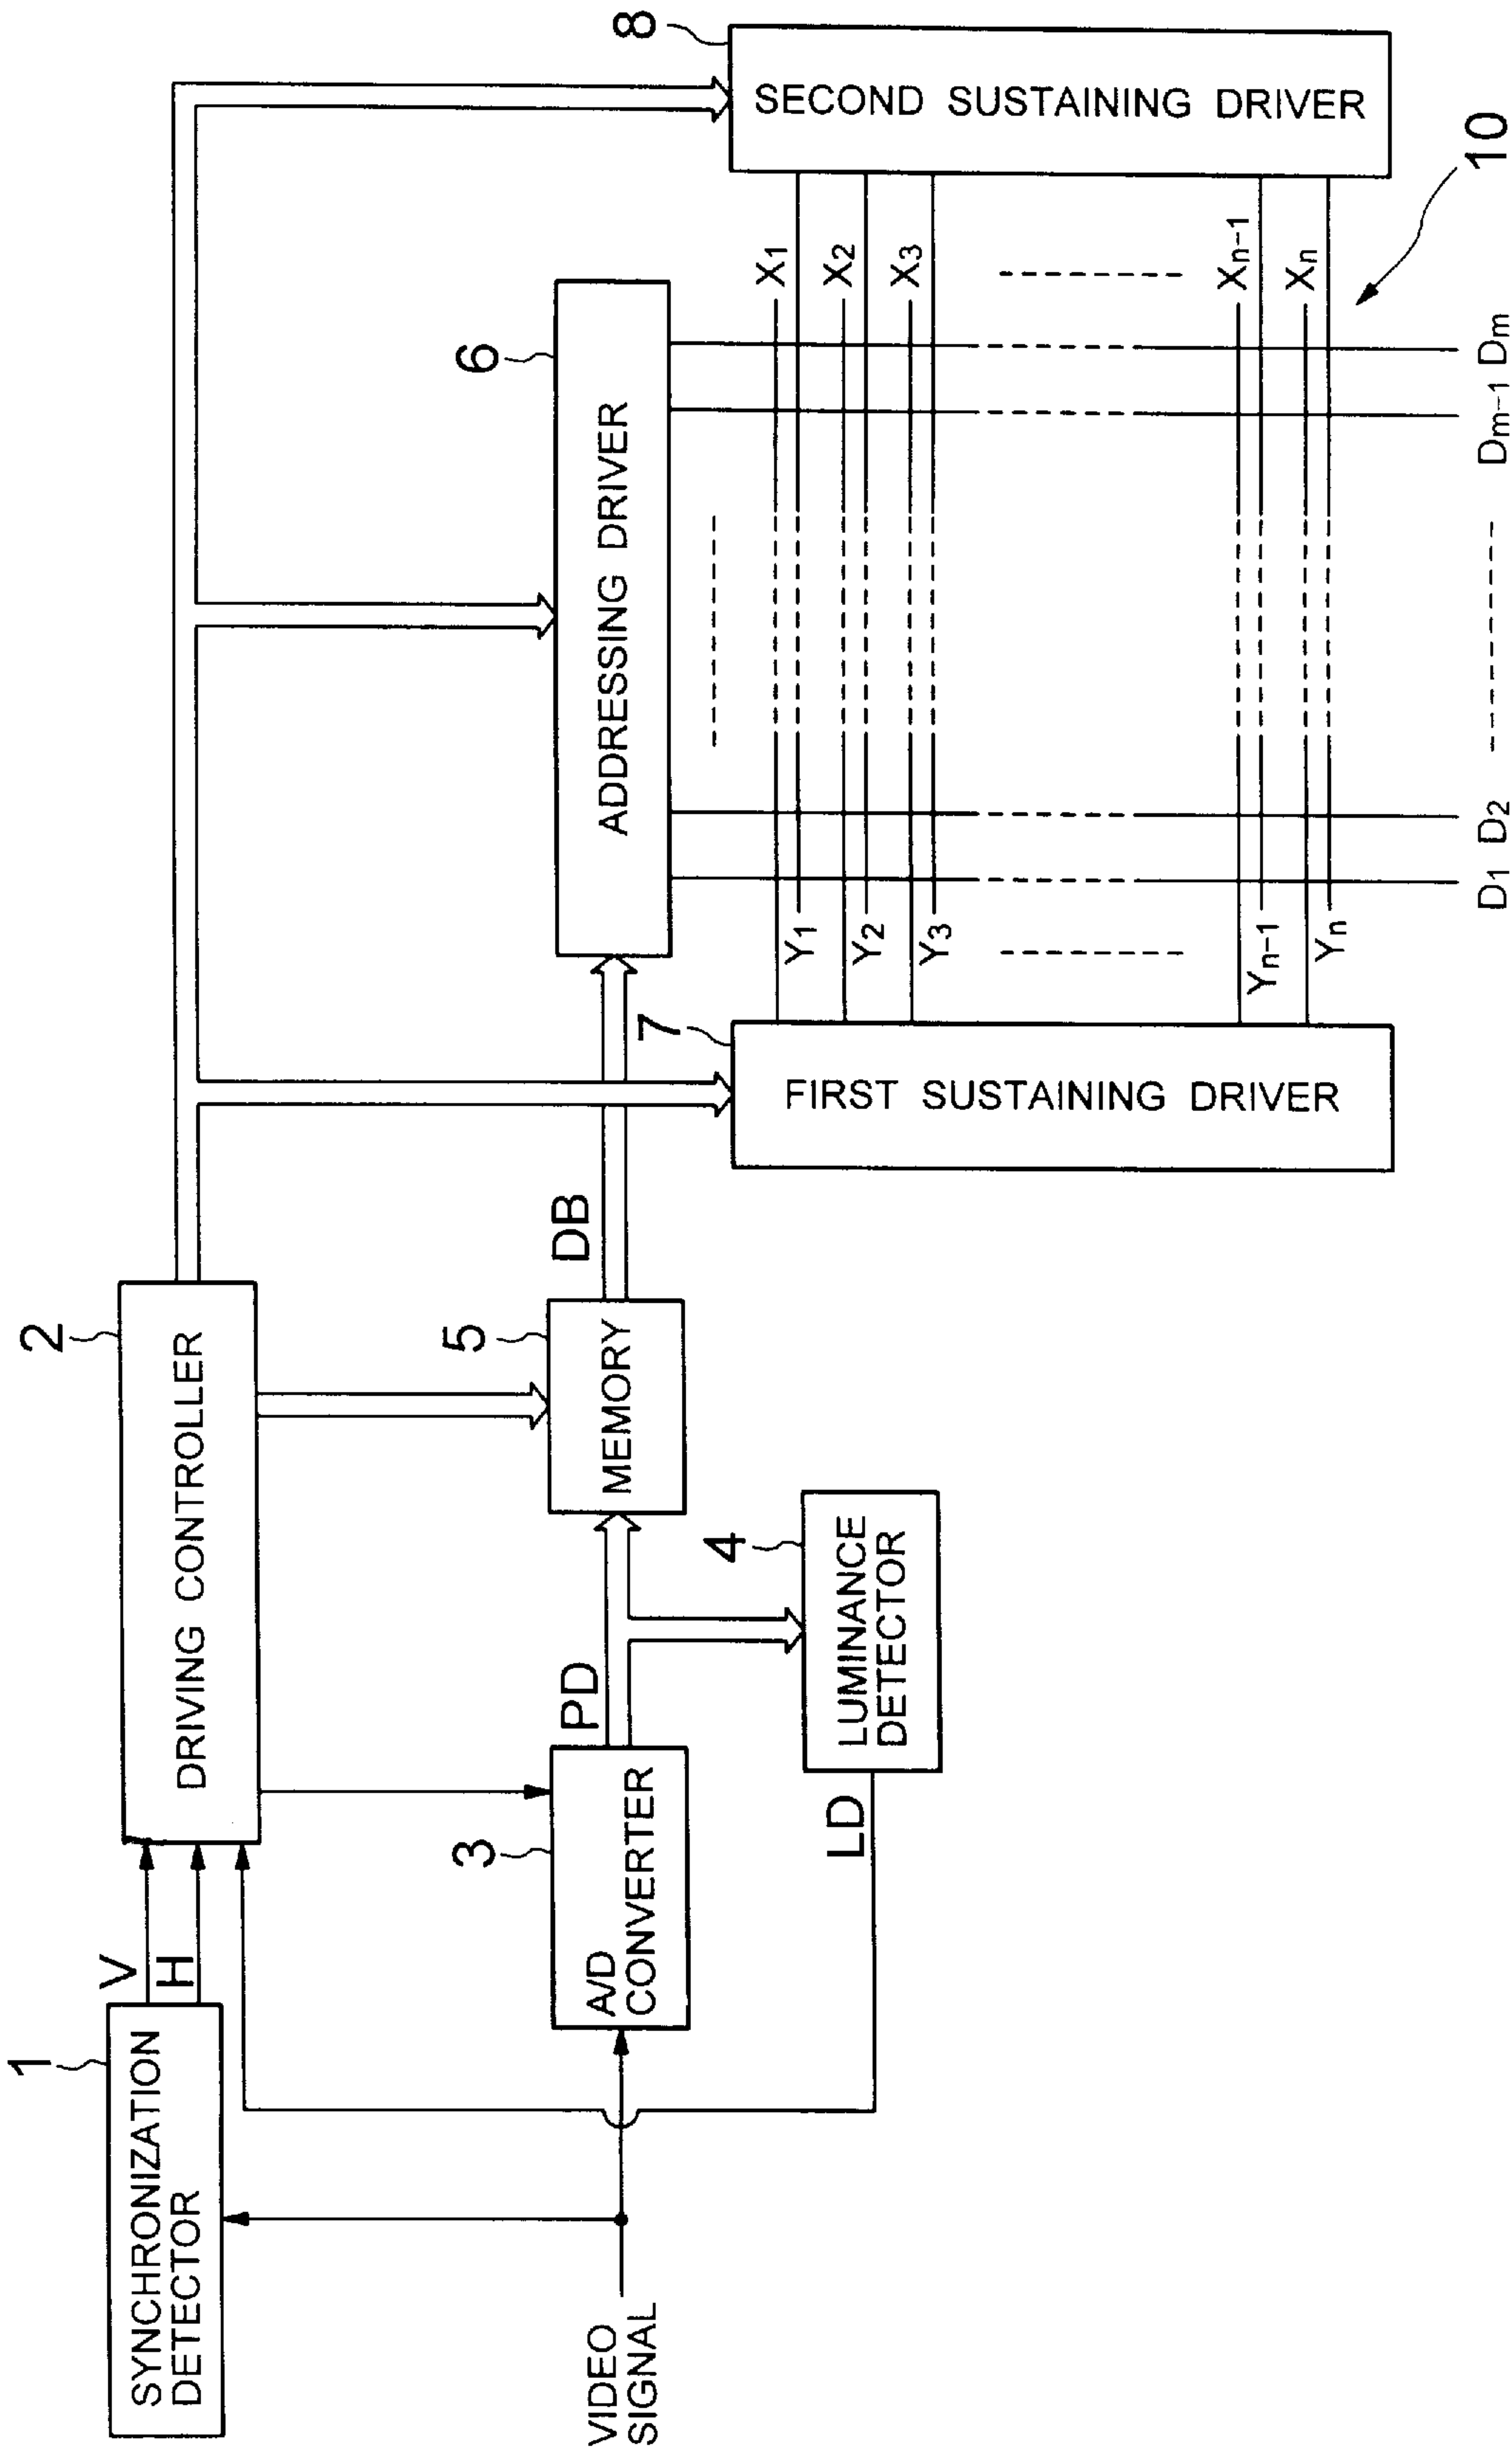 1
SYNCHRONIZATION
DETECTOR
V
H
2
DRIVING CONTROLLER
VIDEO
SIGNAL
3
A/D
CONVERTER
PD
5
MEMORY
DB
4
LUMINANCE
DETECTOR
LD
6
ADDRESSING DRIVER
7
FIRST SUSTAINING DRIVER
8
SECOND SUSTAINING DRIVER
Y1
Y2
Y3
Yn-1
Yn
X1
X2
X3
Xn-1
Xn
D1 D2
Dm-1 Dm
10